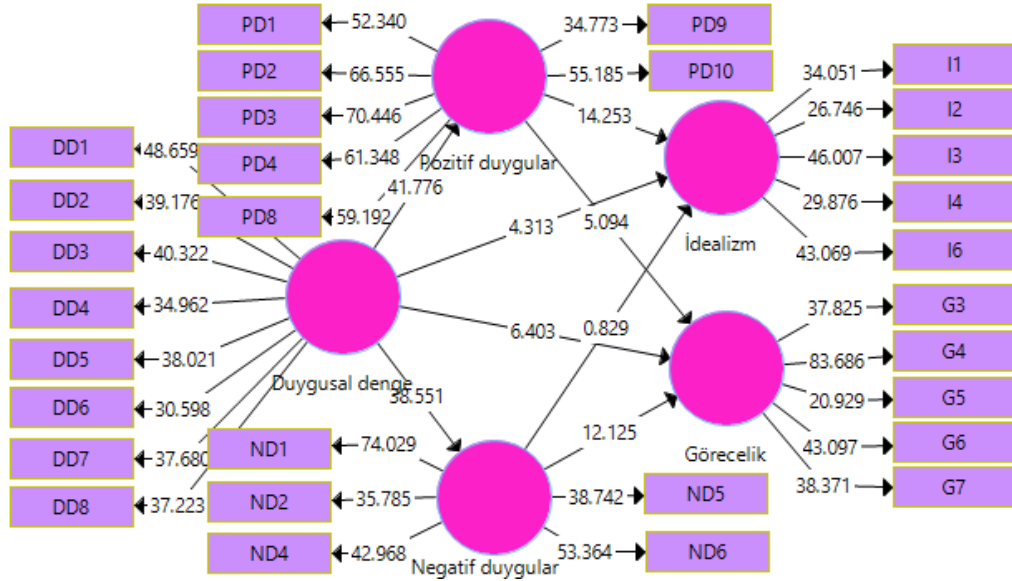 PD1
52.340
34.773
PD9
PD2
66.555
55.185
PD10
34.051
I1
PD3
70.446
14.253
26.746
I2
DD1
48.659
PD4
61.348
Pozitif duygular
46.007
I3
DD2
39.176
41.776
29.876
I4
PD8
59.192
4.313
5.094
İdealizm
43.069
I6
DD3
40.322
DD4
34.962
37.825
G3
6.403
0.829
DD5
38.021
83.686
G4
Duygusal denge
38.551
20.929
G5
DD6
30.598
12.125
43.097
G6
DD7
37.680
ND1
74.029
Görecelik
38.371
G7
DD8
37.223
ND2
35.785
38.742
ND5
ND4
42.968
53.364
ND6
Negatif duygular